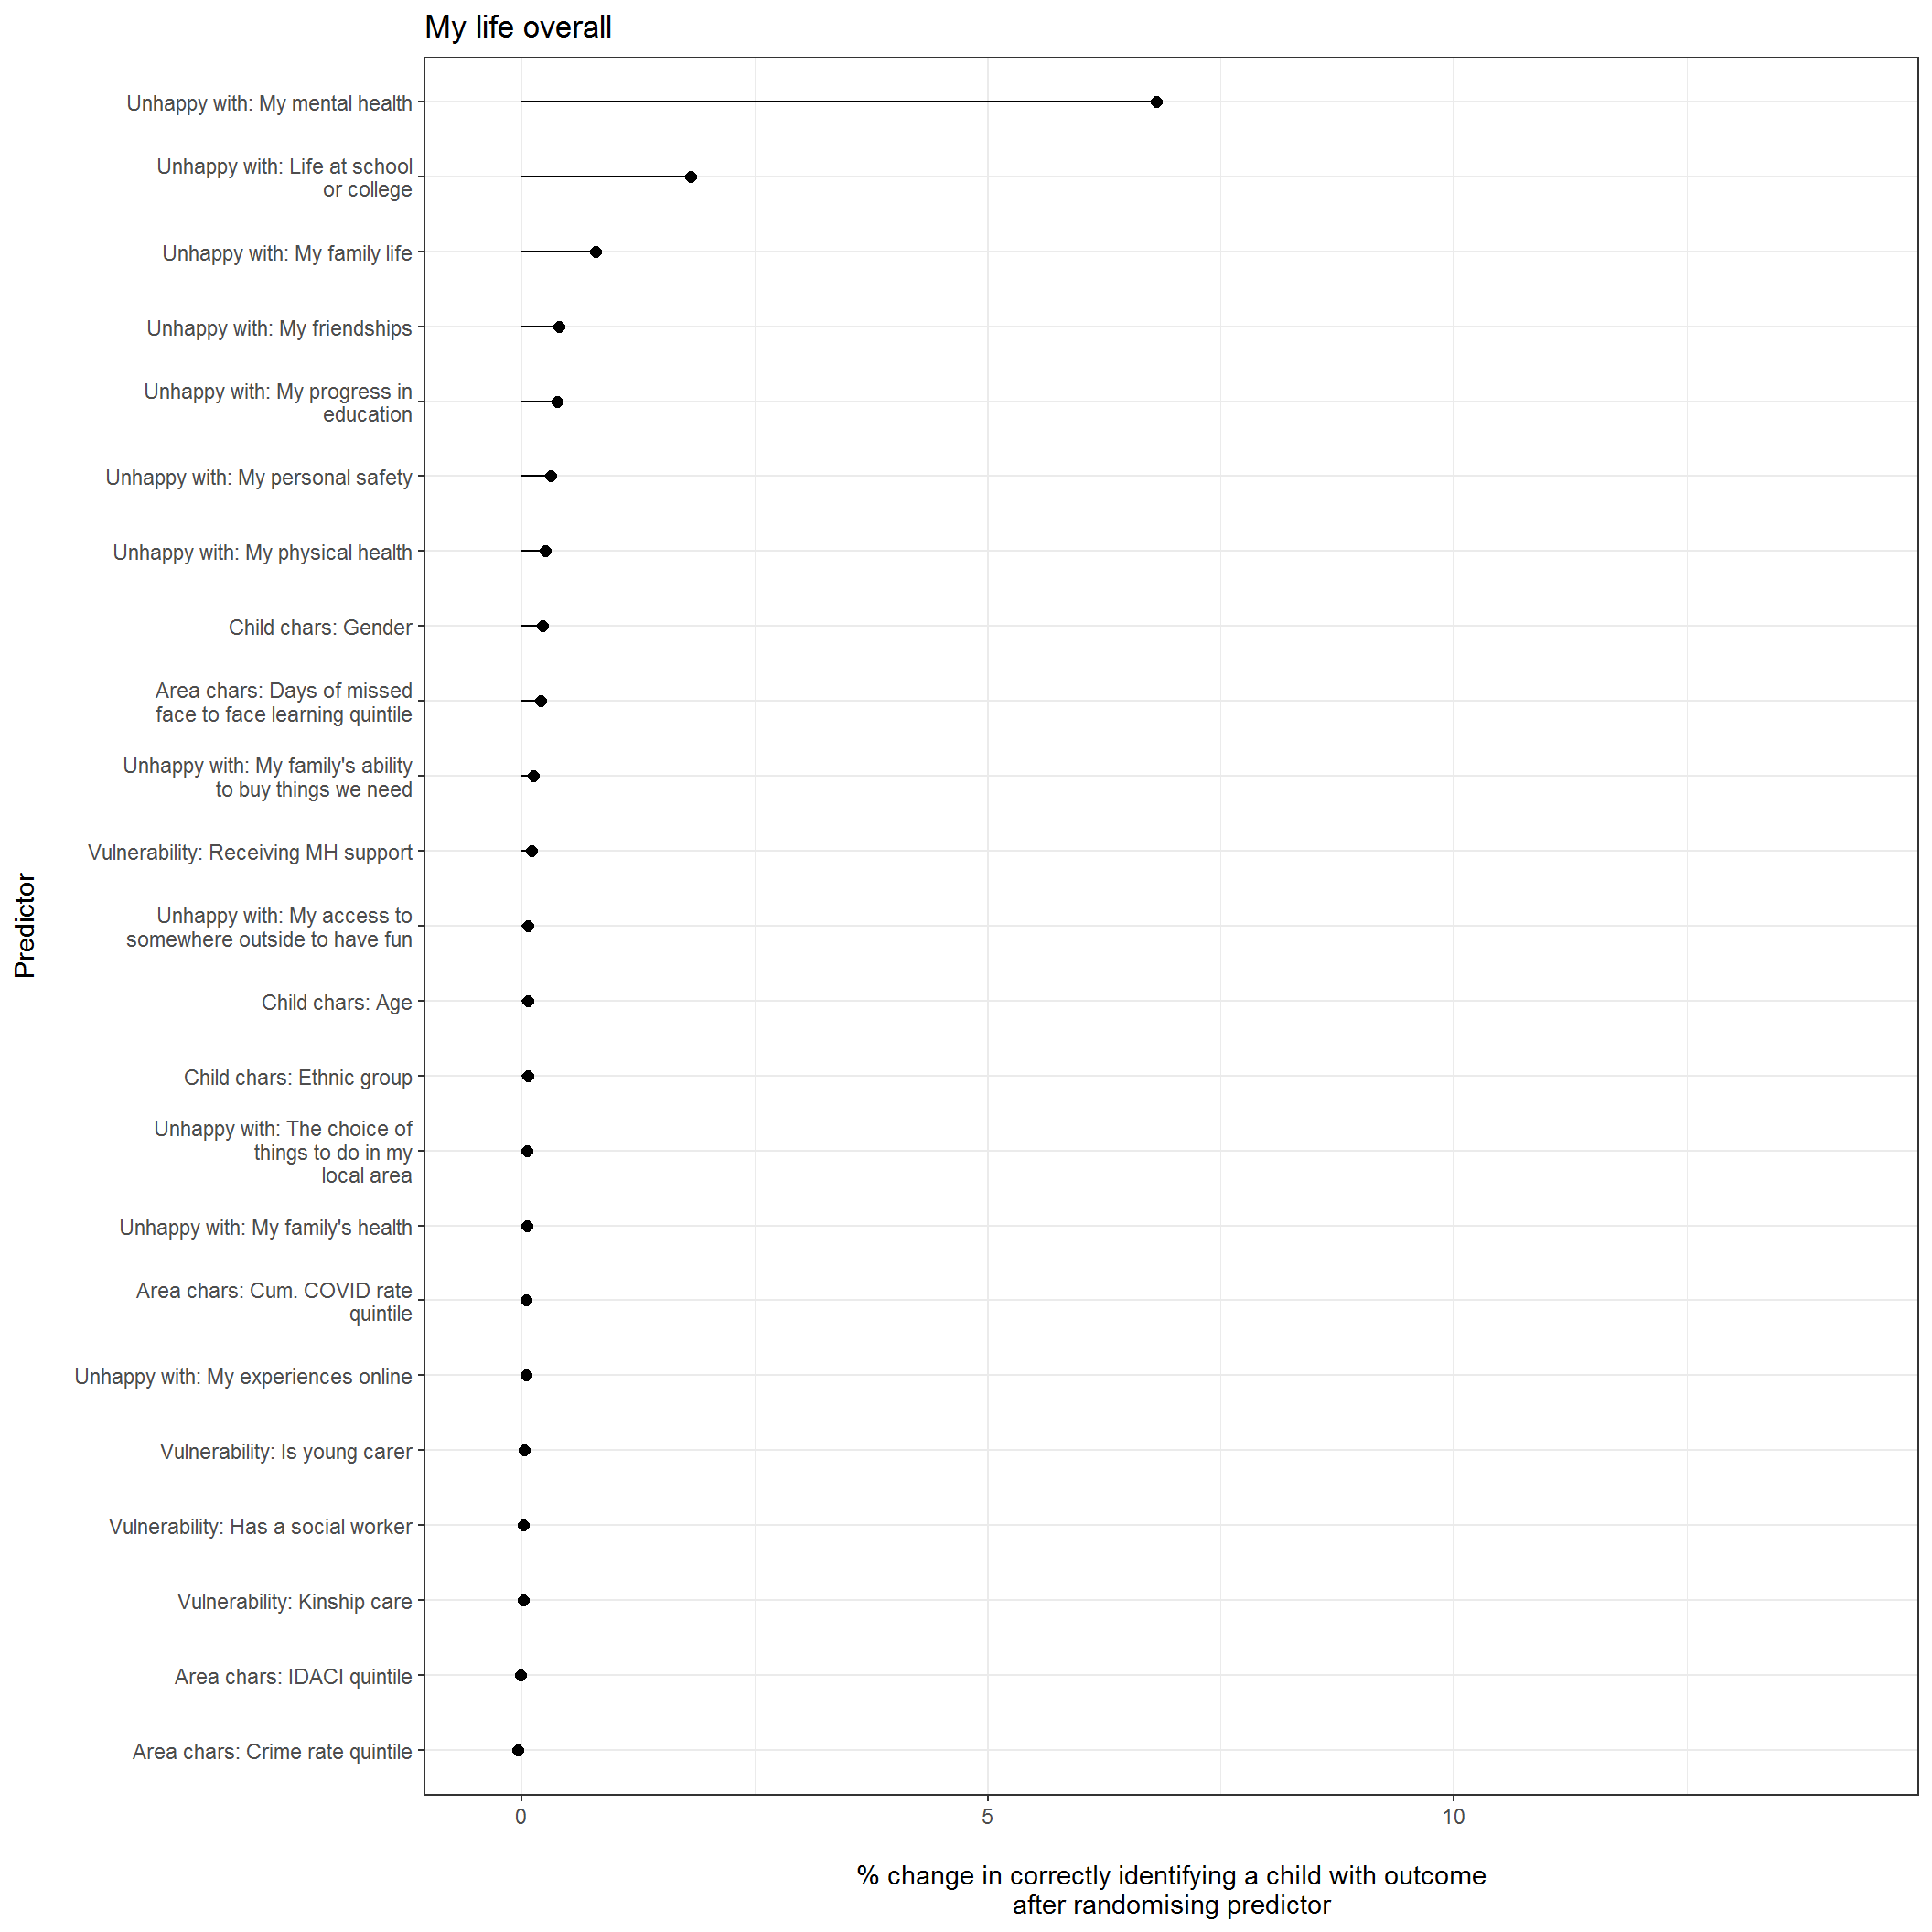 My life overall
Unhappy with: My mental health
Unhappy with: Life at school
or college
Unhappy with: My family life
Unhappy with: My friendships
Unhappy with: My progress in
education
Unhappy with: My personal safety
Unhappy with: My physical health
Child chars: Gender
Area chars: Days of missed
face to face learning quintile
Unhappy with: My family's ability
to buy things we need
Vulnerability: Receiving MH support
Unhappy with: My access to
somewhere outside to have fun
Child chars: Age
Child chars: Ethnic group
Unhappy with: The choice of
things to do in my
local area
Unhappy with: My family's health
Area chars: Cum. COVID rate
quintile
Unhappy with: My experiences online
Vulnerability: Is young carer
Vulnerability: Has a social worker
Vulnerability: Kinship care
Area chars: IDACI quintile
Area chars: Crime rate quintile
Predictor
0 5 10
% change in correctly identifying a child with outcome
after randomising predictor